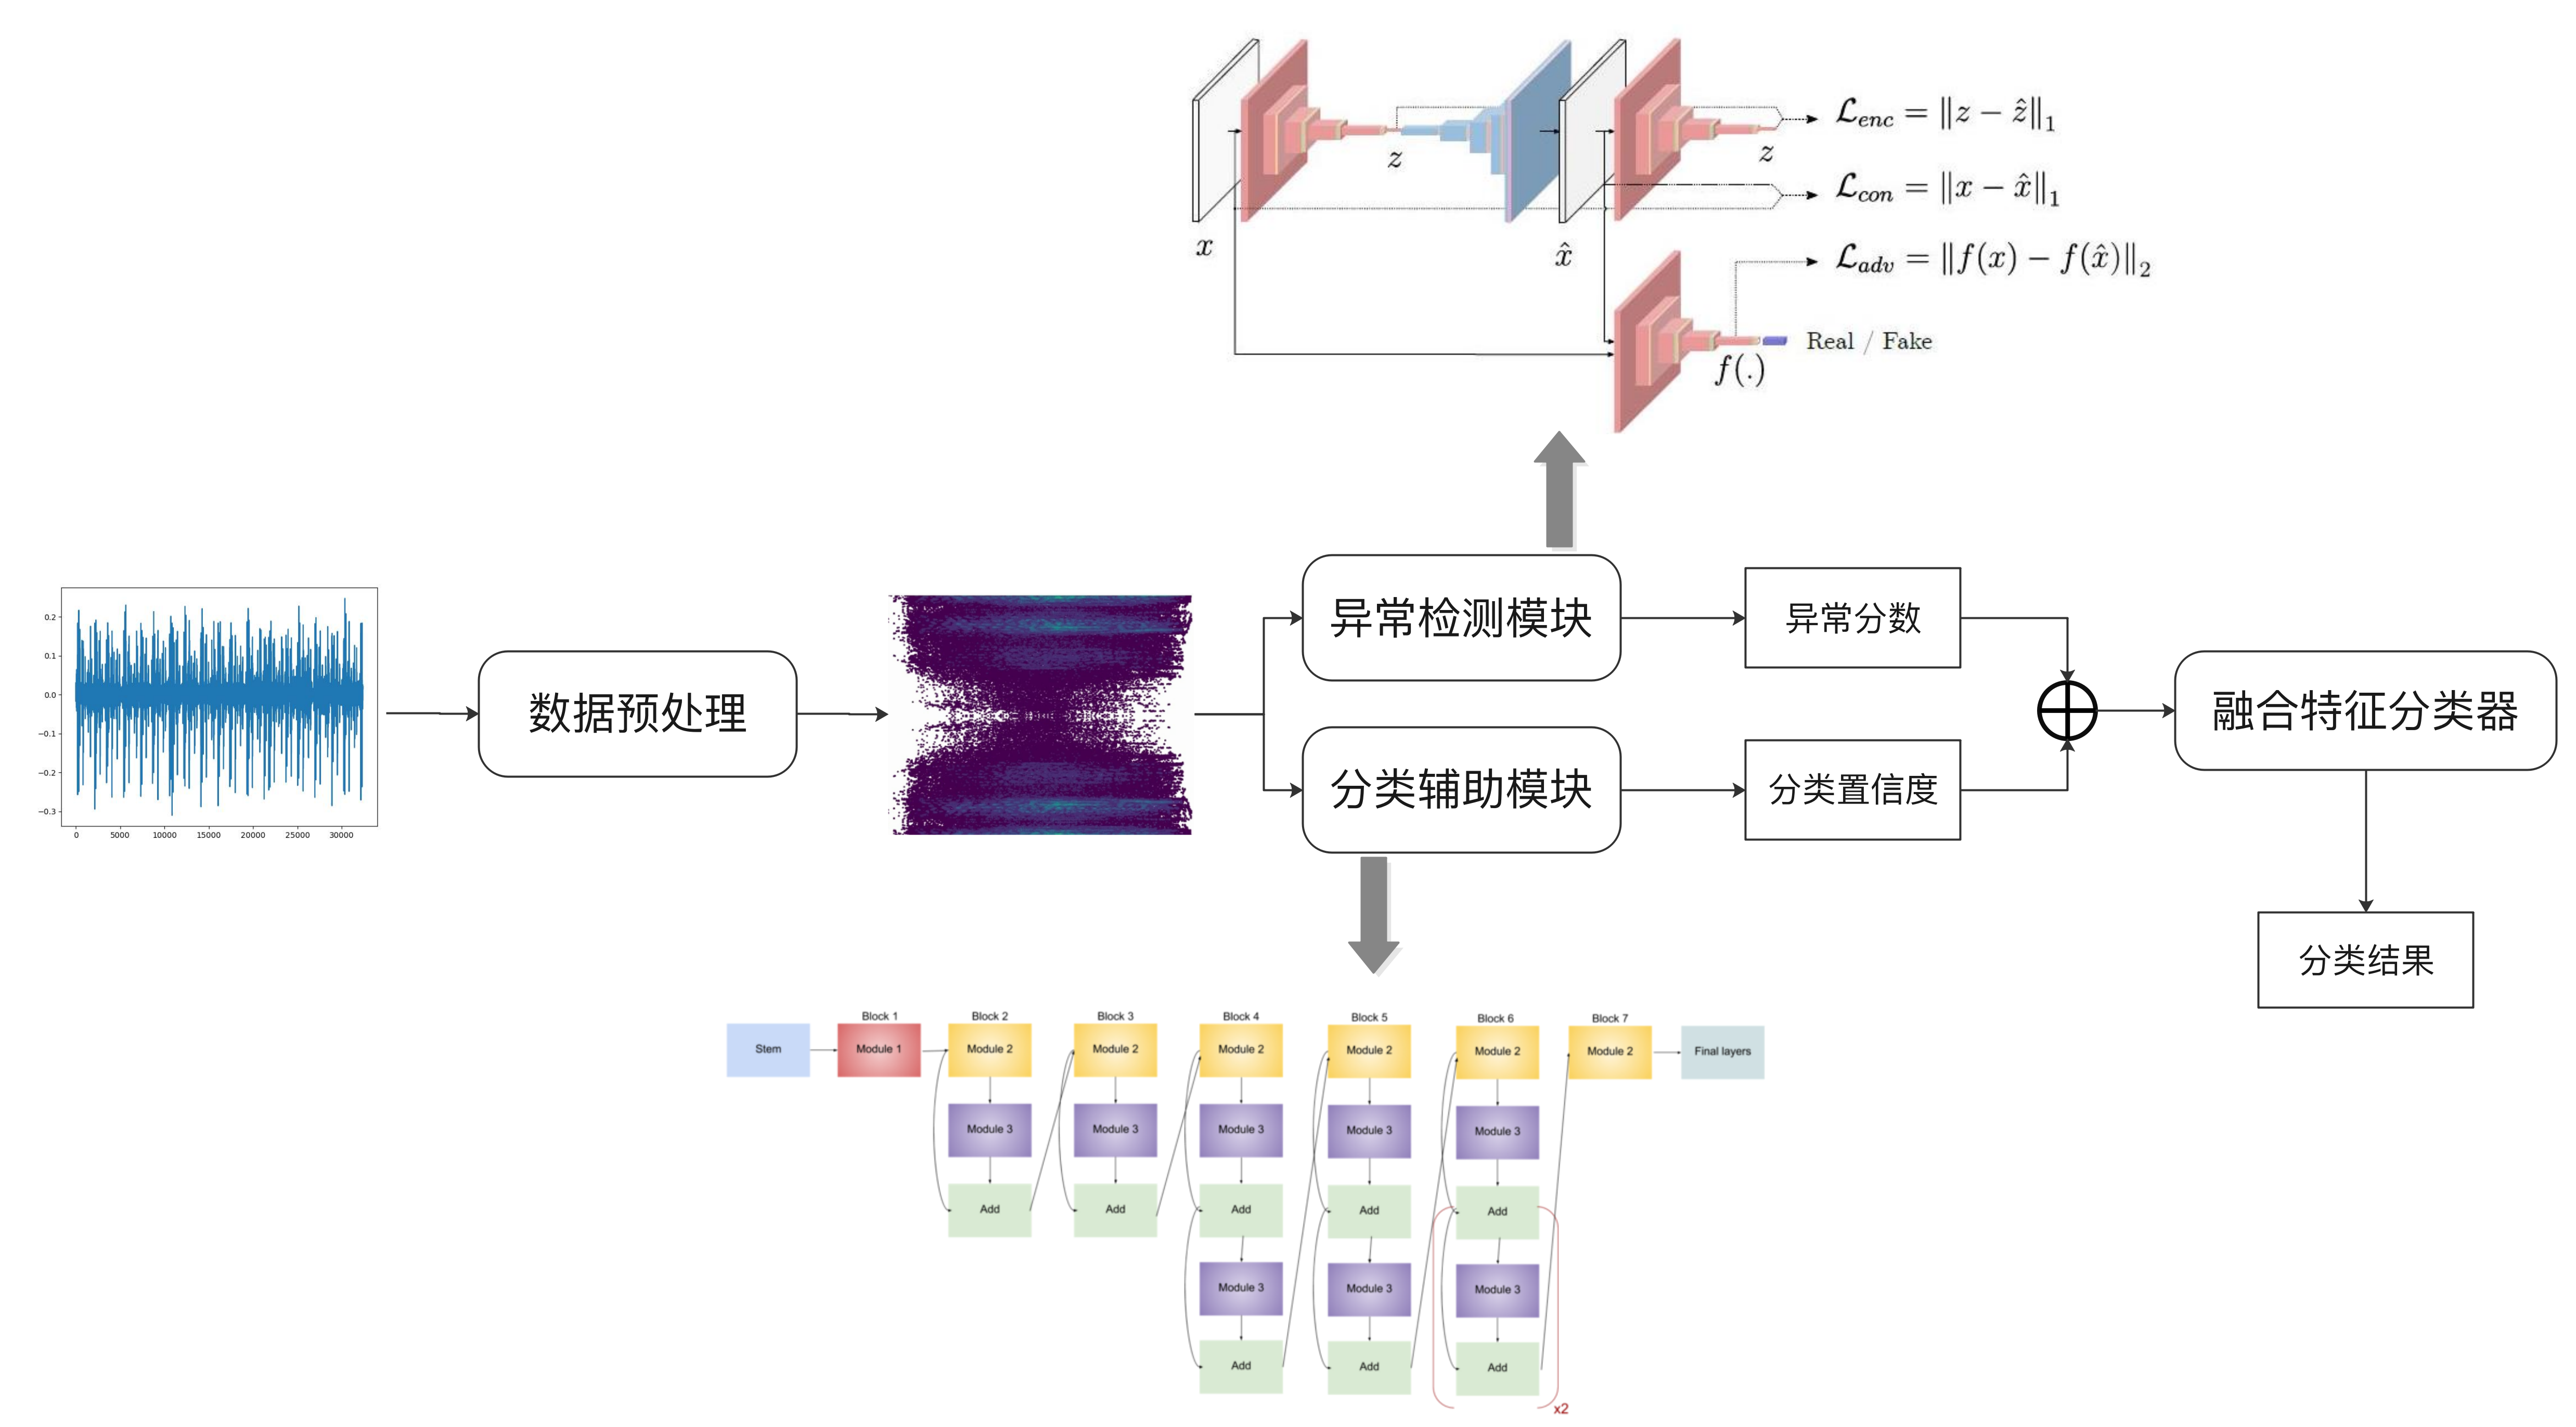 ℒenc = ‖z − ẑ‖₁
z
z
ℒcon = ‖x − x̂‖₁
x
x̂
ℒadv = ‖f(x) − f(x̂)‖₂
Real / Fake
f(.)
0.2
0.1
0.0
−0.1
−0.2
−0.3
0 5000 10000 15000 20000 25000 30000
数据预处理
异常检测模块
异常分数
分类辅助模块
分类置信度
融合特征分类器
分类结果
Block 1 Block 2 Block 3 Block 4 Block 5 Block 6 Block 7
Stem Module 1 Module 2 Module 2 Module 2 Module 2 Module 2 Module 2 Final layers
Module 3 Module 3 Module 3 Module 3 Module 3
Add Add Add Add Add
Module 3 Module 3 Module 3
Add Add Add
x2